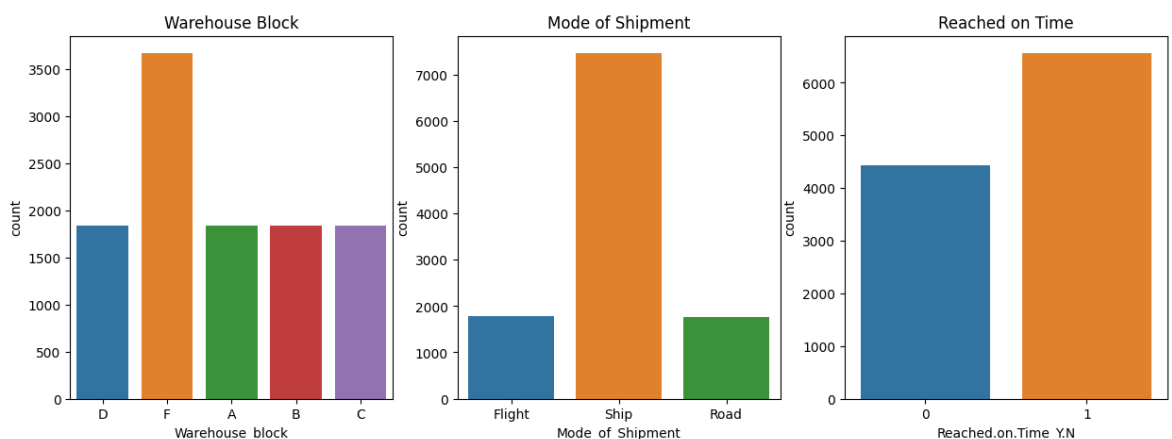 Warehouse Block
count
3500
3000
2500
2000
1500
1000
500
0
D F A B C
Warehouse_block
Mode of Shipment
count
7000
6000
5000
4000
3000
2000
1000
0
Flight Ship Road
Mode_of_Shipment
Reached on Time
count
6000
5000
4000
3000
2000
1000
0
0 1
Reached.on.Time_Y.N